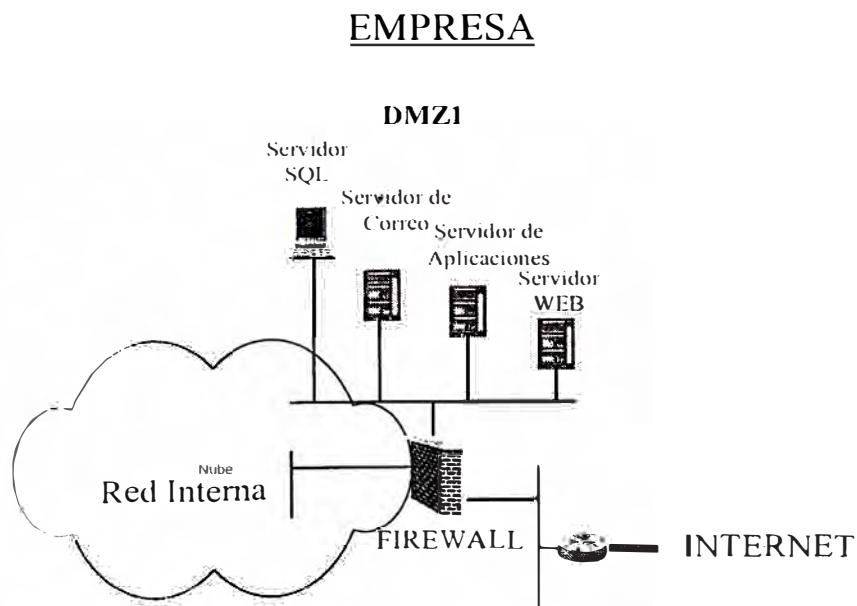 EMPRESA
DMZ1
Servidor
SQL
Servidor de
Correo
Servidor de
Aplicaciones
Servidor
WEB
Nube
Red Interna
FIREWALL
INTERNET